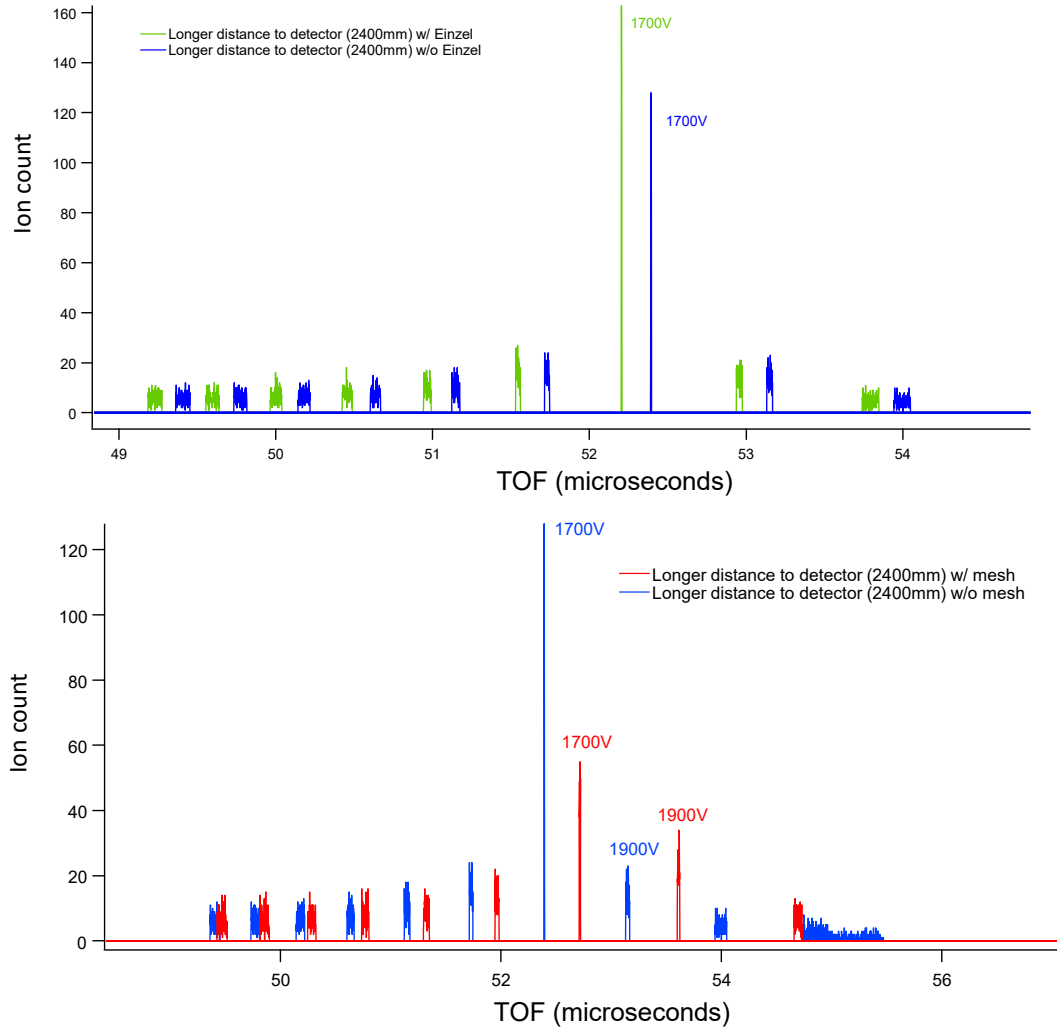 160
Longer distance to detector (2400mm) w/ Einzel
1700V
Longer distance to detector (2400mm) w/o Einzel
140
120
1700V
100
80
60
40
20
0
Ion count
49
50
51
52
53
54
TOF (microseconds)
120
1700V
Longer distance to detector (2400mm) w/ mesh
Longer distance to detector (2400mm) w/o mesh
100
80
60
1700V
40
1900V
1900V
20
0
Ion count
50
52
54
56
TOF (microseconds)